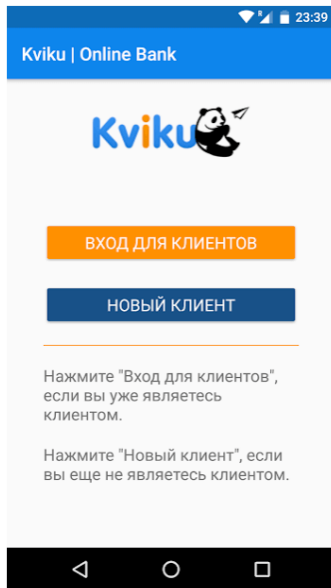 23:39
Kviku | Online Bank
Kviku
ВХОД ДЛЯ КЛИЕНТОВ
НОВЫЙ КЛИЕНТ
Нажмите "Вход для клиентов",
если вы уже являетесь
клиентом.
Нажмите "Новый клиент", если
вы еще не являетесь клиентом.